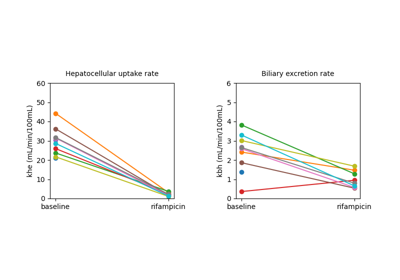 Hepatocellular uptake rate
khe (mL/min/100mL)
60
50
40
30
20
10
0
baseline
rifampicin
Biliary excretion rate
kbh (mL/min/100mL)
6
5
4
3
2
1
0
baseline
rifampicin